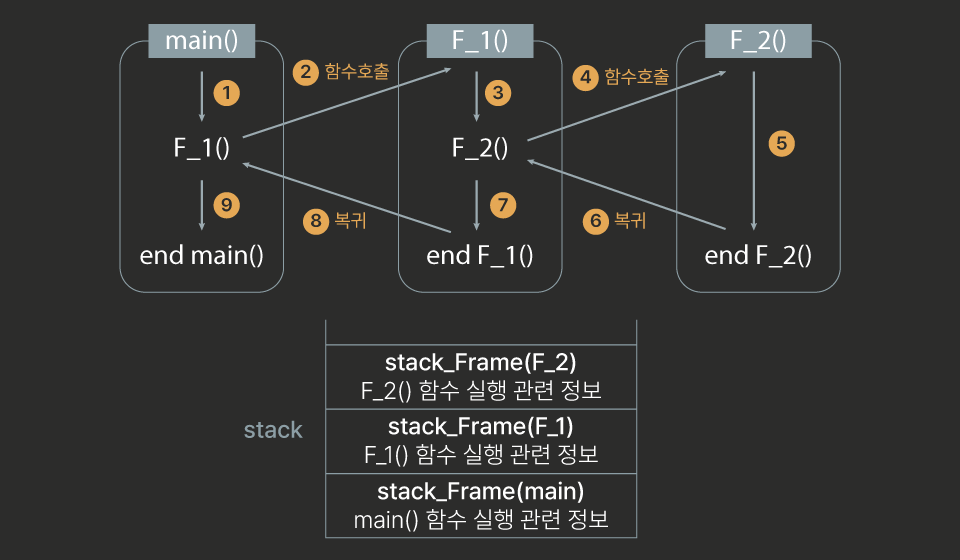 main()
F_1()
F_2()
2 함수호출
4 함수호출
1
3
5
F_1()
F_2()
9
8 복귀
7
6 복귀
end main()
end F_1()
end F_2()
stack
stack_Frame(F_2)
F_2() 함수 실행 관련 정보
stack_Frame(F_1)
F_1() 함수 실행 관련 정보
stack_Frame(main)
main() 함수 실행 관련 정보